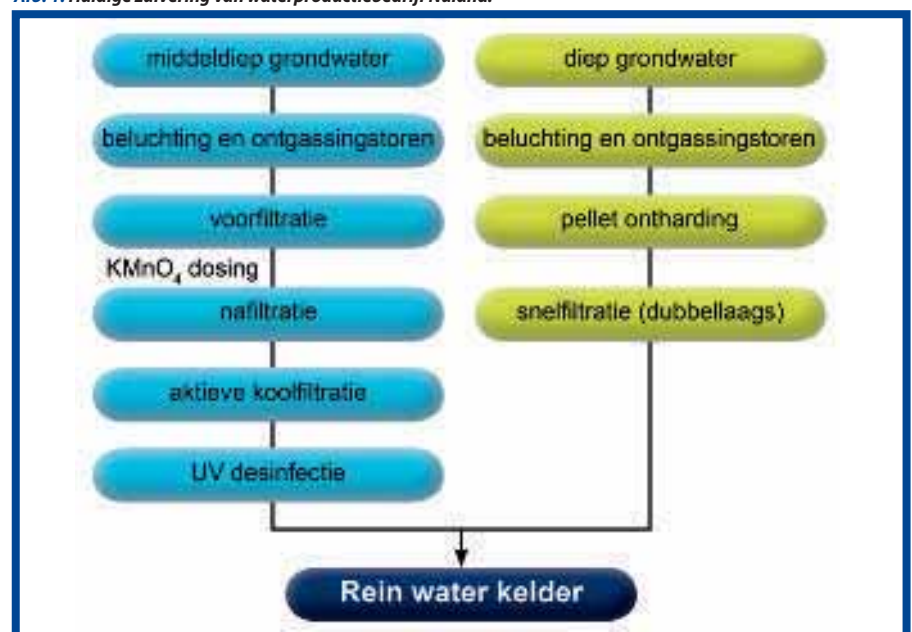 middeldiep grondwater
beluchting en ontgassingstoren
voorfiltratie
KMnO₄ dosing
nafiltratie
aktieve koolfiltratie
UV desinfectie
diep grondwater
beluchting en ontgassingstoren
pellet ontharding
snelfiltratie (dubbellaags)
Rein water kelder